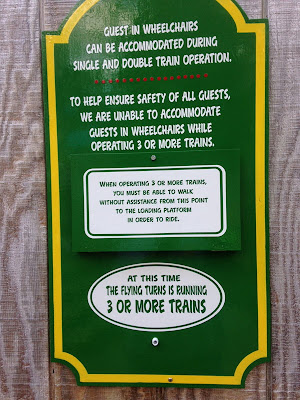 GUEST IN WHEELCHAIRS
CAN BE ACCOMMODATED DURING
SINGLE AND DOUBLE TRAIN OPERATION.
TO HELP ENSURE SAFETY OF ALL GUESTS,
WE ARE UNABLE TO ACCOMMODATE
GUESTS IN WHEELCHAIRS WHILE
OPERATING 3 OR MORE TRAINS.
WHEN OPERATING 3 OR MORE TRAINS,
YOU MUST BE ABLE TO WALK
WITHOUT ASSISTANCE FROM THIS POINT
TO THE LOADING PLATFORM
IN ORDER TO RIDE.
AT THIS TIME
THE FLYING TURNS IS RUNNING
3 OR MORE TRAINS